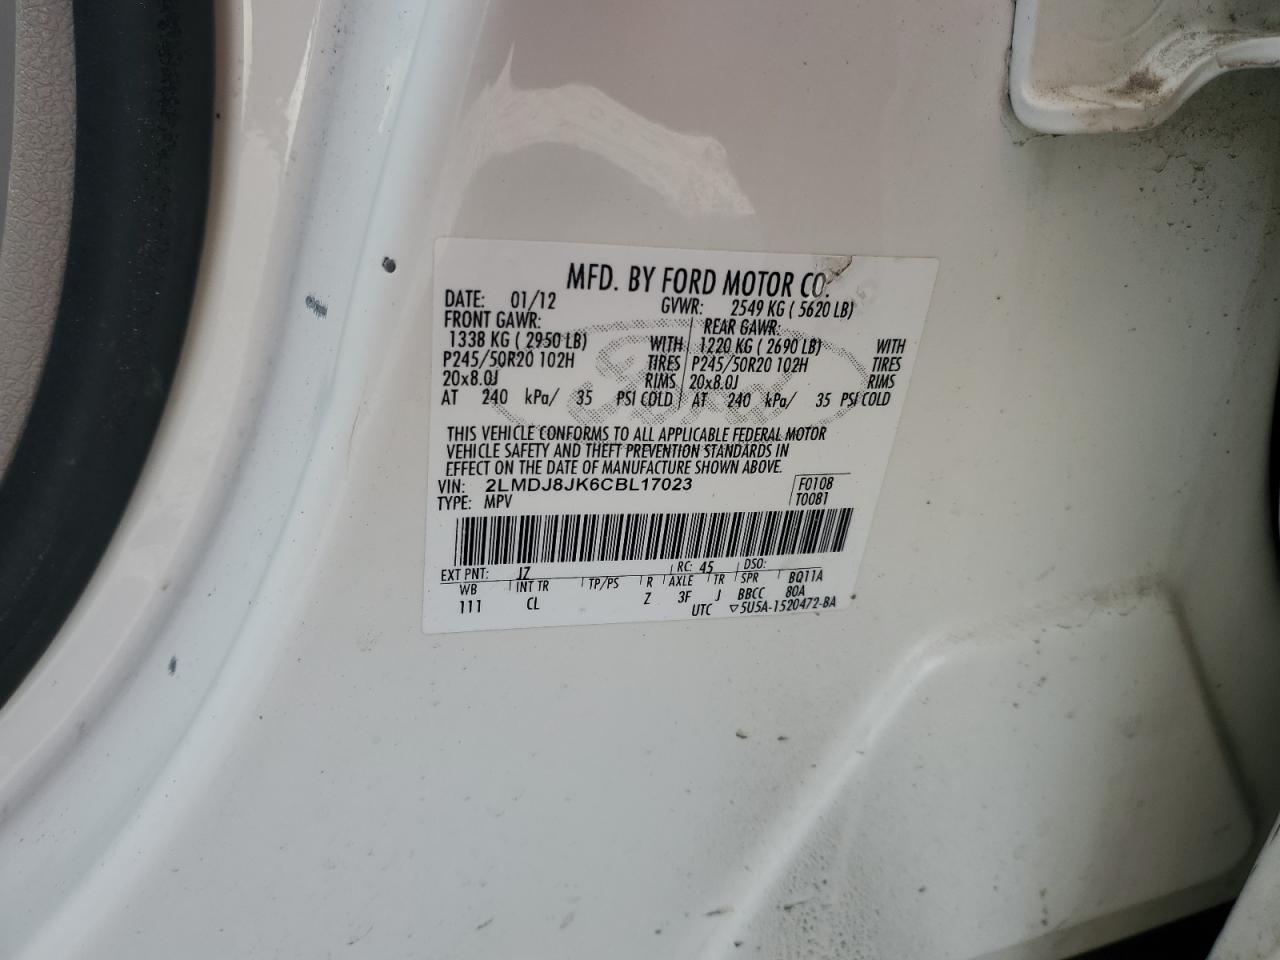 MFD. BY FORD MOTOR CO.
DATE: 01/12 GVWR: 2549 KG ( 5620 LB)
FRONT GAWR: REAR GAWR:
1338 KG ( 2950 LB) WITH 1220 KG ( 2690 LB) WITH
P245/50R20 102H TIRES P245/50R20 102H TIRES
20x8.0J RIMS 20x8.0J RIMS
AT 240 kPa/ 35 PSI COLD AT 240 kPa/ 35 PSI COLD
Ford
THIS VEHICLE CONFORMS TO ALL APPLICABLE FEDERAL MOTOR
VEHICLE SAFETY AND THEFT PREVENTION STANDARDS IN
EFFECT ON THE DATE OF MANUFACTURE SHOWN ABOVE.
VIN: 2LMDJ8JK6CBL17023 F0108
TYPE: MPV T0081
EXT PNT: JZ RC: 45 DSO:
WB INT TR TP/PS R AXLE TR SPR BQ11A
111 CL Z 3F J BBCC 80A
UTC ▽5U5A-1520472-BA